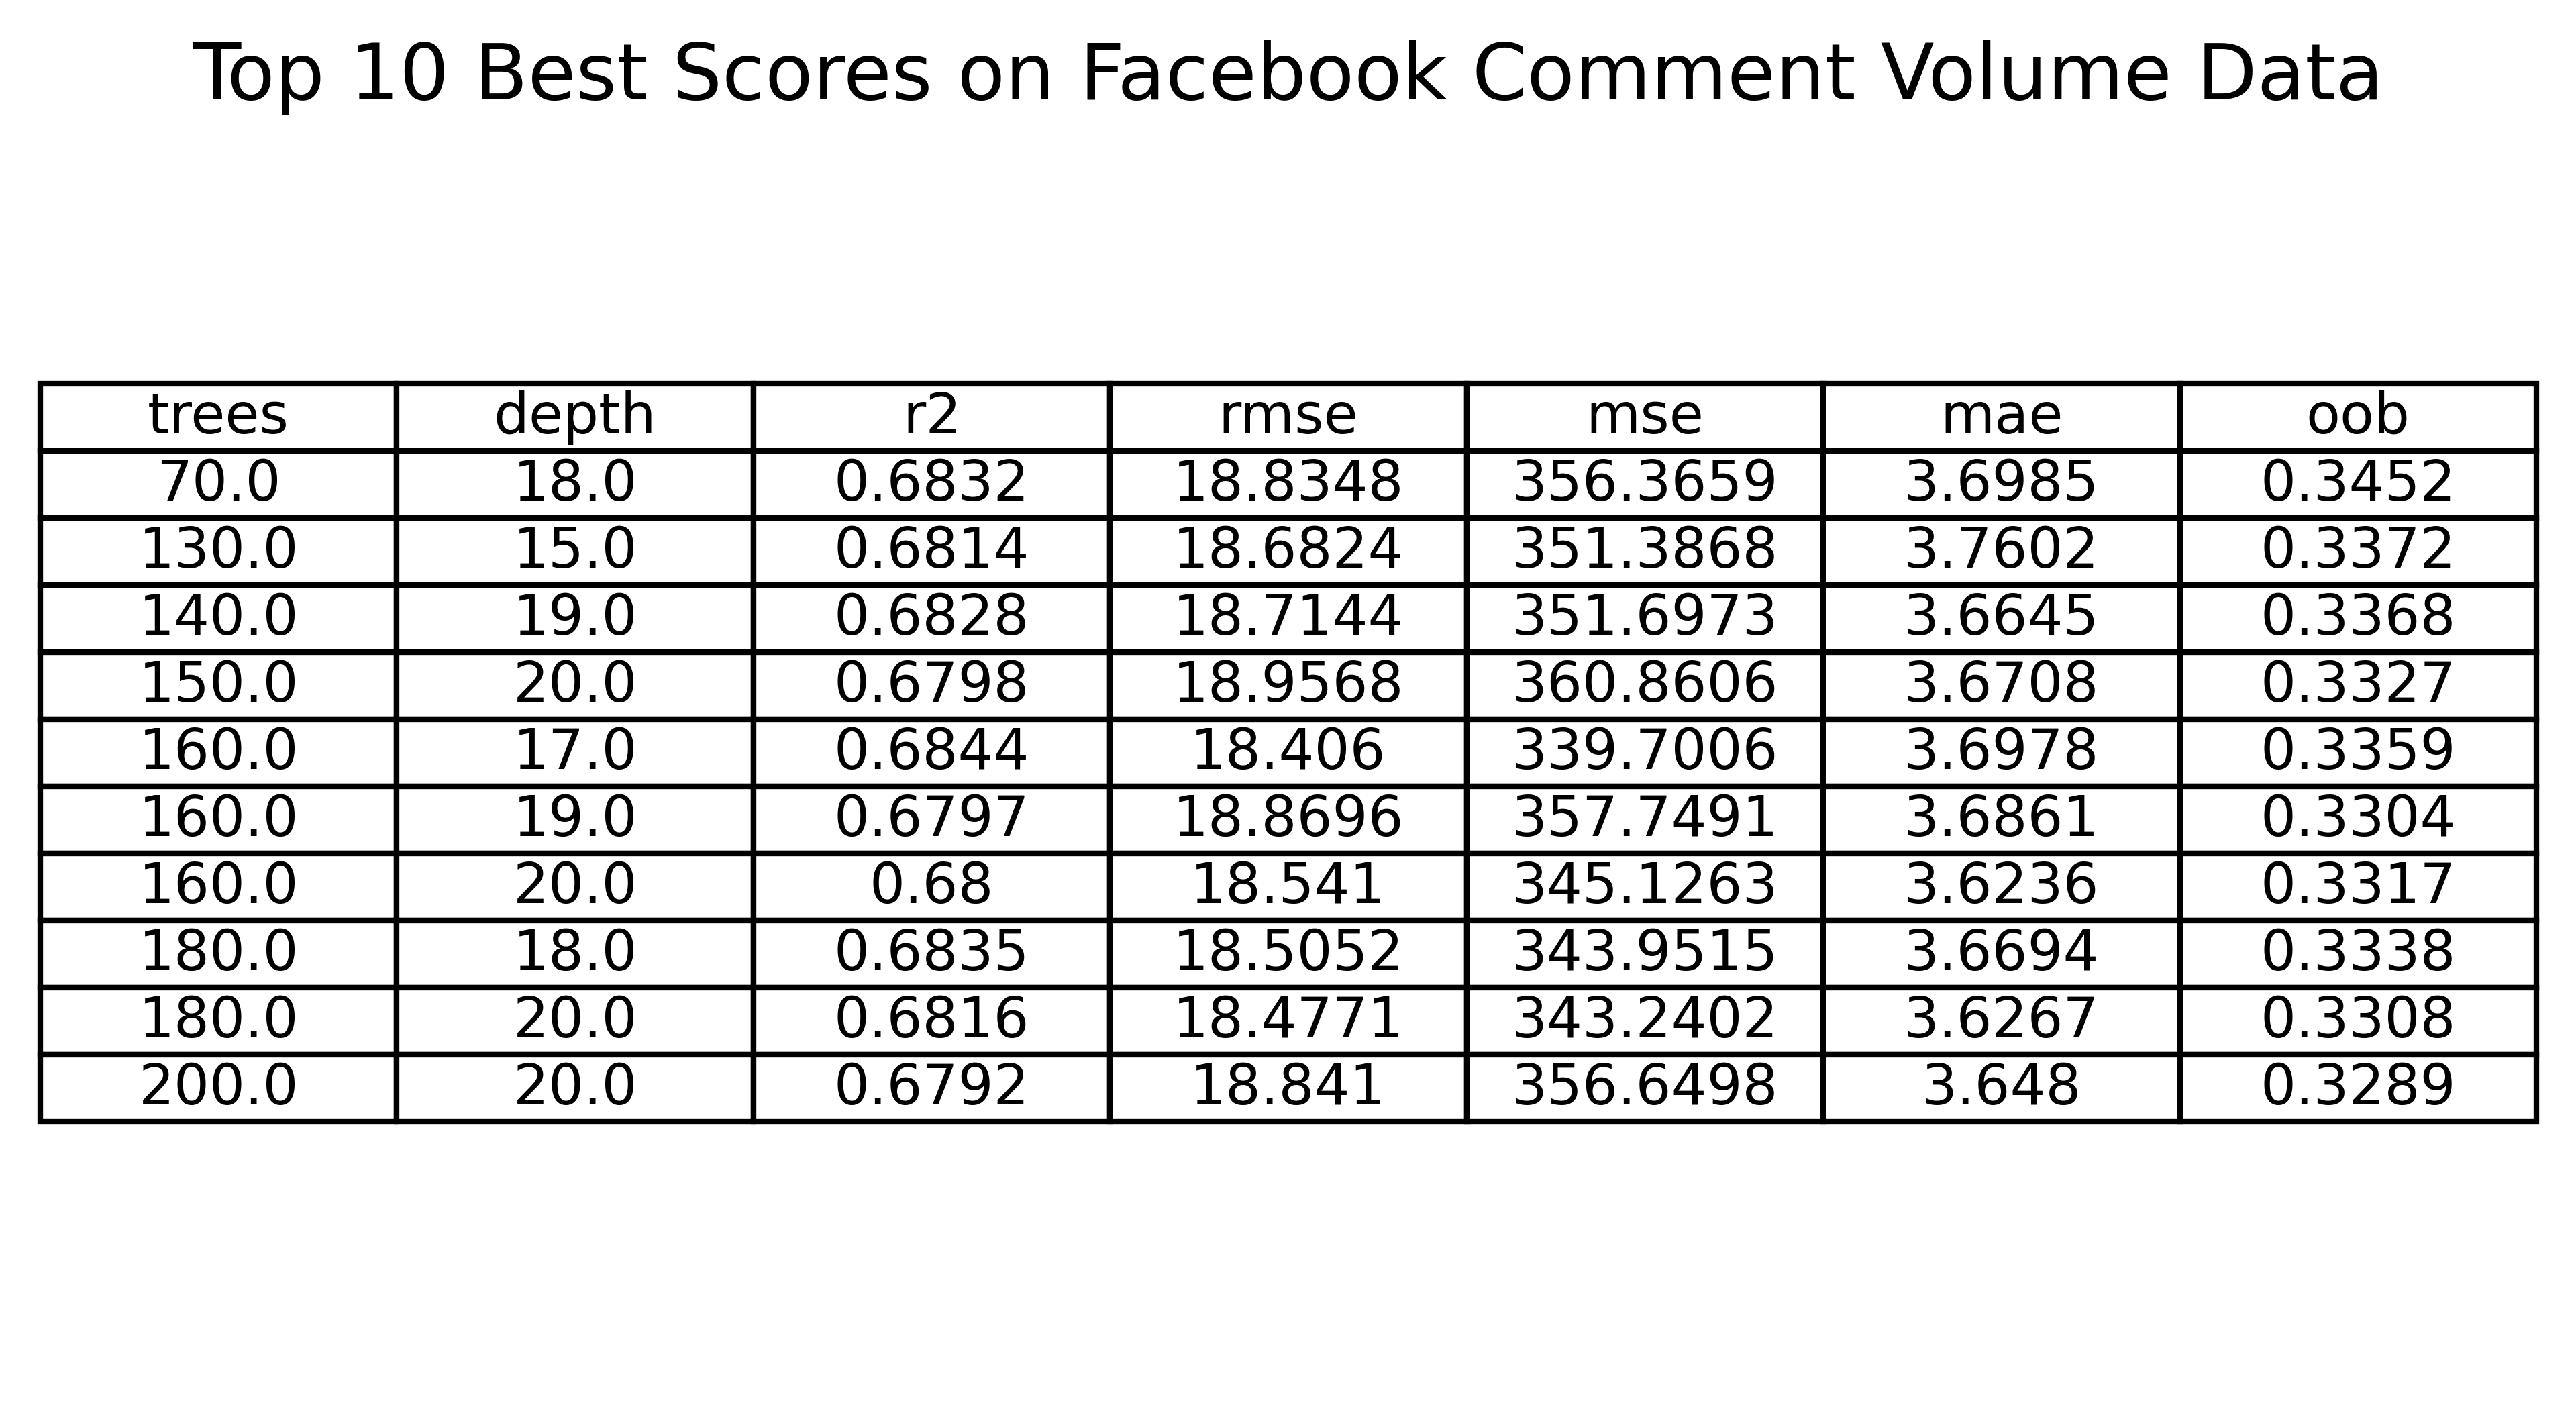 Top 10 Best Scores on Facebook Comment Volume Data
trees depth r2 rmse mse mae oob
70.0 18.0 0.6832 18.8348 356.3659 3.6985 0.3452
130.0 15.0 0.6814 18.6824 351.3868 3.7602 0.3372
140.0 19.0 0.6828 18.7144 351.6973 3.6645 0.3368
150.0 20.0 0.6798 18.9568 360.8606 3.6708 0.3327
160.0 17.0 0.6844 18.406 339.7006 3.6978 0.3359
160.0 19.0 0.6797 18.8696 357.7491 3.6861 0.3304
160.0 20.0 0.68 18.541 345.1263 3.6236 0.3317
180.0 18.0 0.6835 18.5052 343.9515 3.6694 0.3338
180.0 20.0 0.6816 18.4771 343.2402 3.6267 0.3308
200.0 20.0 0.6792 18.841 356.6498 3.648 0.3289